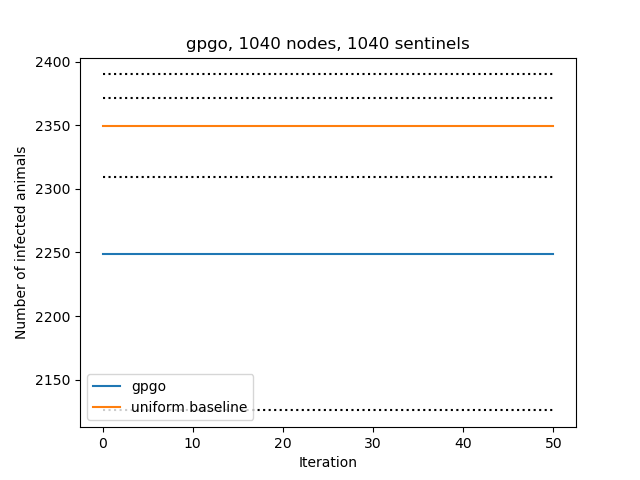 gpgo, 1040 nodes, 1040 sentinels
2400
2350
2300
2250
2200
2150
Number of infected animals
gpgo
uniform baseline
0 10 20 30 40 50
Iteration